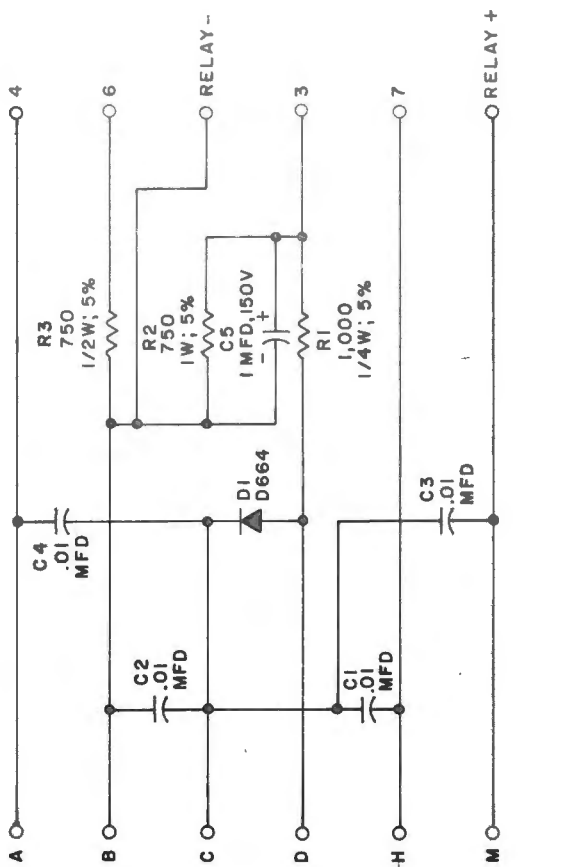 4
6
RELAY-
3
7
RELAY +
R3
750
1/2W; 5%
R2
750
1W; 5%
C5
1 MFD, 150V
- +
R1
1,000
1/4W; 5%
C4
.01
MFD
D1
D664
C3
.01
MFD
C2
.01
MFD
C1
.01
MFD
A
B
C
D
H
M